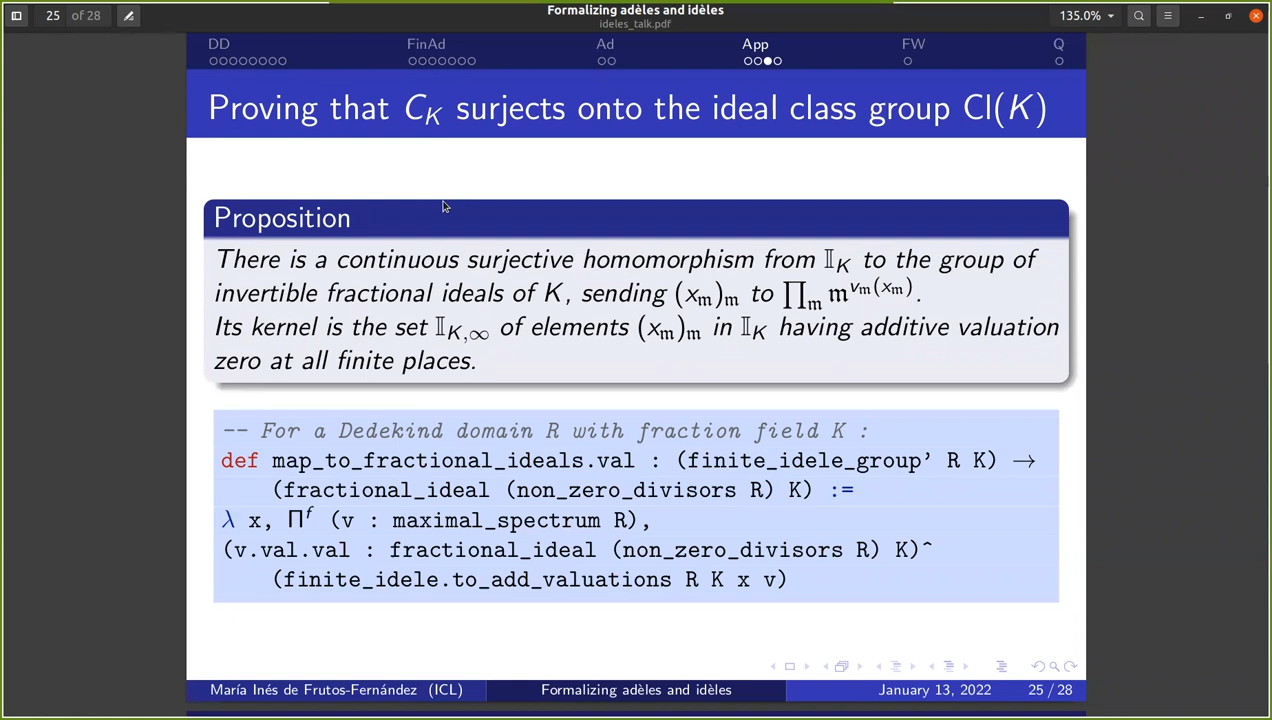 Formalizing adèles and idèles
ideles_talk.pdf
25 of 28
135.0%
DD FinAd Ad App FW Q
Proving that C_K surjects onto the ideal class group Cl(K)
Proposition
There is a continuous surjective homomorphism from 𝕀_K to the group of
invertible fractional ideals of K, sending (x_𝔪)_𝔪 to ∏_𝔪 𝔪^{v_𝔪(x_𝔪)}.
Its kernel is the set 𝕀_{K,∞} of elements (x_𝔪)_𝔪 in 𝕀_K having additive valuation
zero at all finite places.
-- For a Dedekind domain R with fraction field K :
def map_to_fractional_ideals.val : (finite_idele_group' R K) →
(fractional_ideal (non_zero_divisors R) K) :=
λ x, Π^f (v : maximal_spectrum R),
(v.val.val : fractional_ideal (non_zero_divisors R) K)^
(finite_idele.to_add_valuations R K x v)
María Inés de Frutos-Fernández (ICL) Formalizing adèles and idèles January 13, 2022 25 / 28